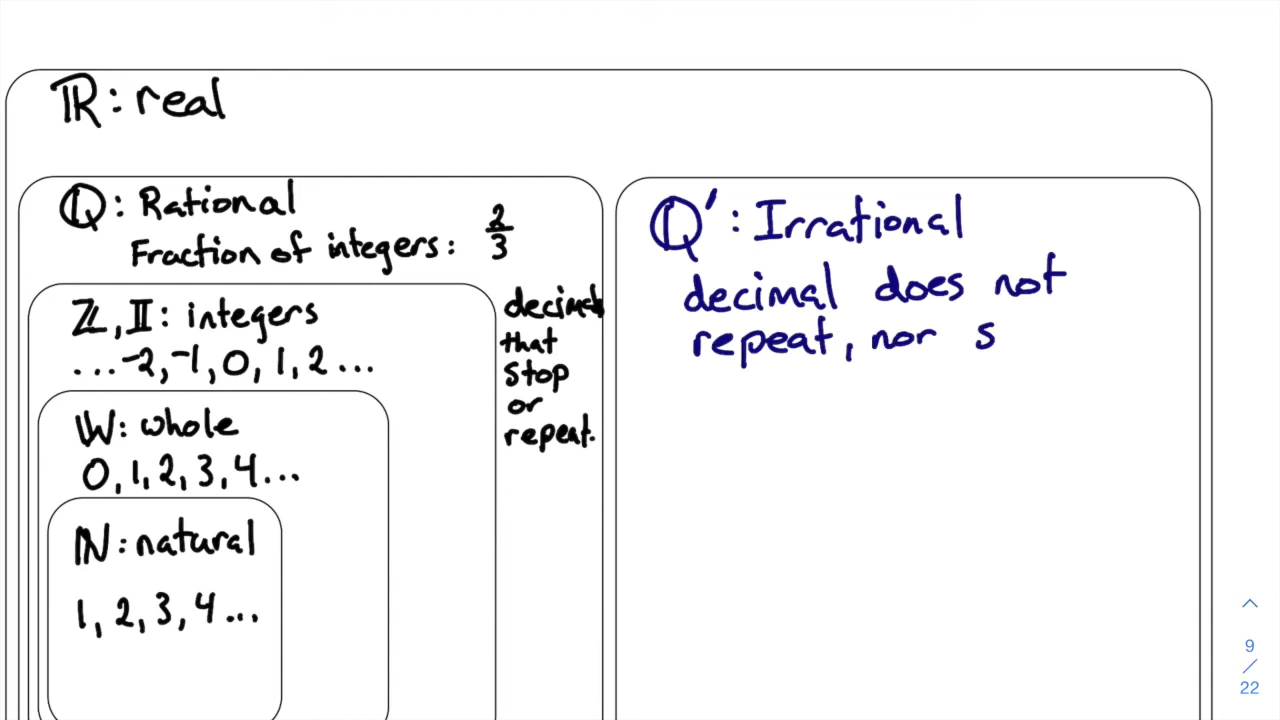 ℝ: real
ℚ: Rational
Fraction of integers: 2/3
ℤ, 𝕀: integers
...-2, -1, 0, 1, 2...
𝕎: whole
0, 1, 2, 3, 4...
ℕ: natural
1, 2, 3, 4...
decimals
that
stop
or
repeat.
ℚ': Irrational
decimal does not
repeat, nor s
9
/
22